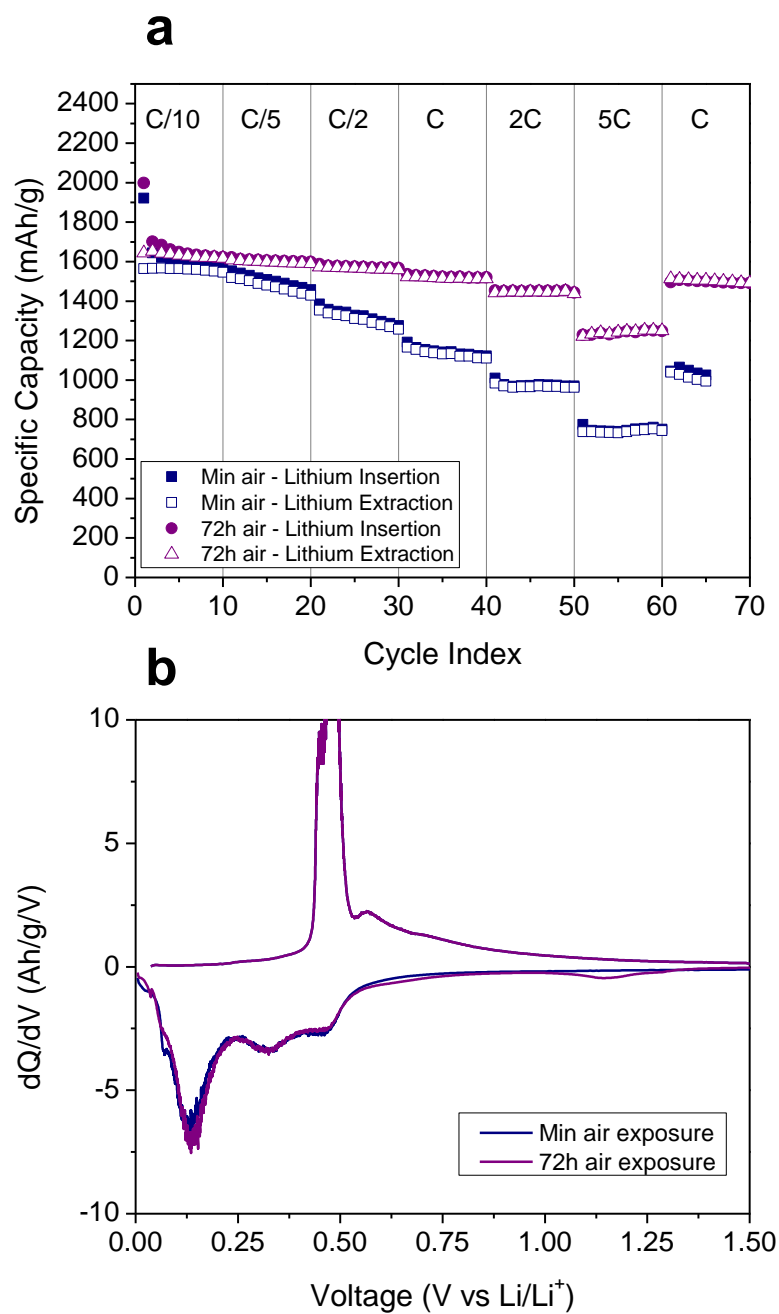 a
2400
2200
2000
1800
1600
1400
1200
1000
800
600
400
200
0
Specific Capacity (mAh/g)
C/10 C/5 C/2 C 2C 5C C
Min air - Lithium Insertion
Min air - Lithium Extraction
72h air - Lithium Insertion
72h air - Lithium Extraction
0 10 20 30 40 50 60 70
Cycle Index
b
10
5
0
-5
-10
dQ/dV (Ah/g/V)
Min air exposure
72h air exposure
0.00 0.25 0.50 0.75 1.00 1.25 1.50
Voltage (V vs Li/Li⁺)